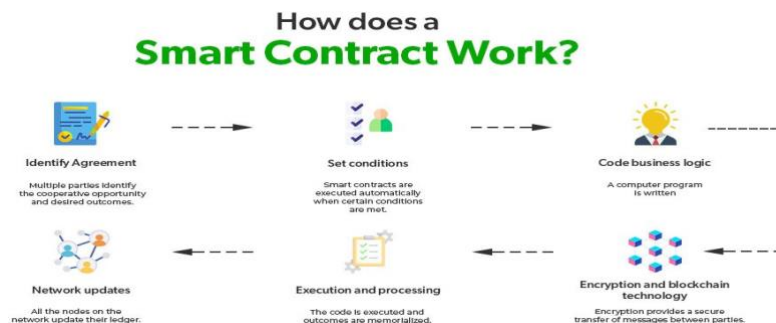 How does a
Smart Contract Work?
Identify Agreement
Multiple parties identify
the cooperative opportunity
and desired outcomes.
Set conditions
Smart contracts are
executed automatically
when certain conditions
are met.
Code business logic
A computer program
is written
Network updates
All the nodes on the
network update their ledger.
Execution and processing
The code is executed and
outcomes are memorialized.
Encryption and blockchain
technology
Encryption provides a secure
transfer of messages between parties.